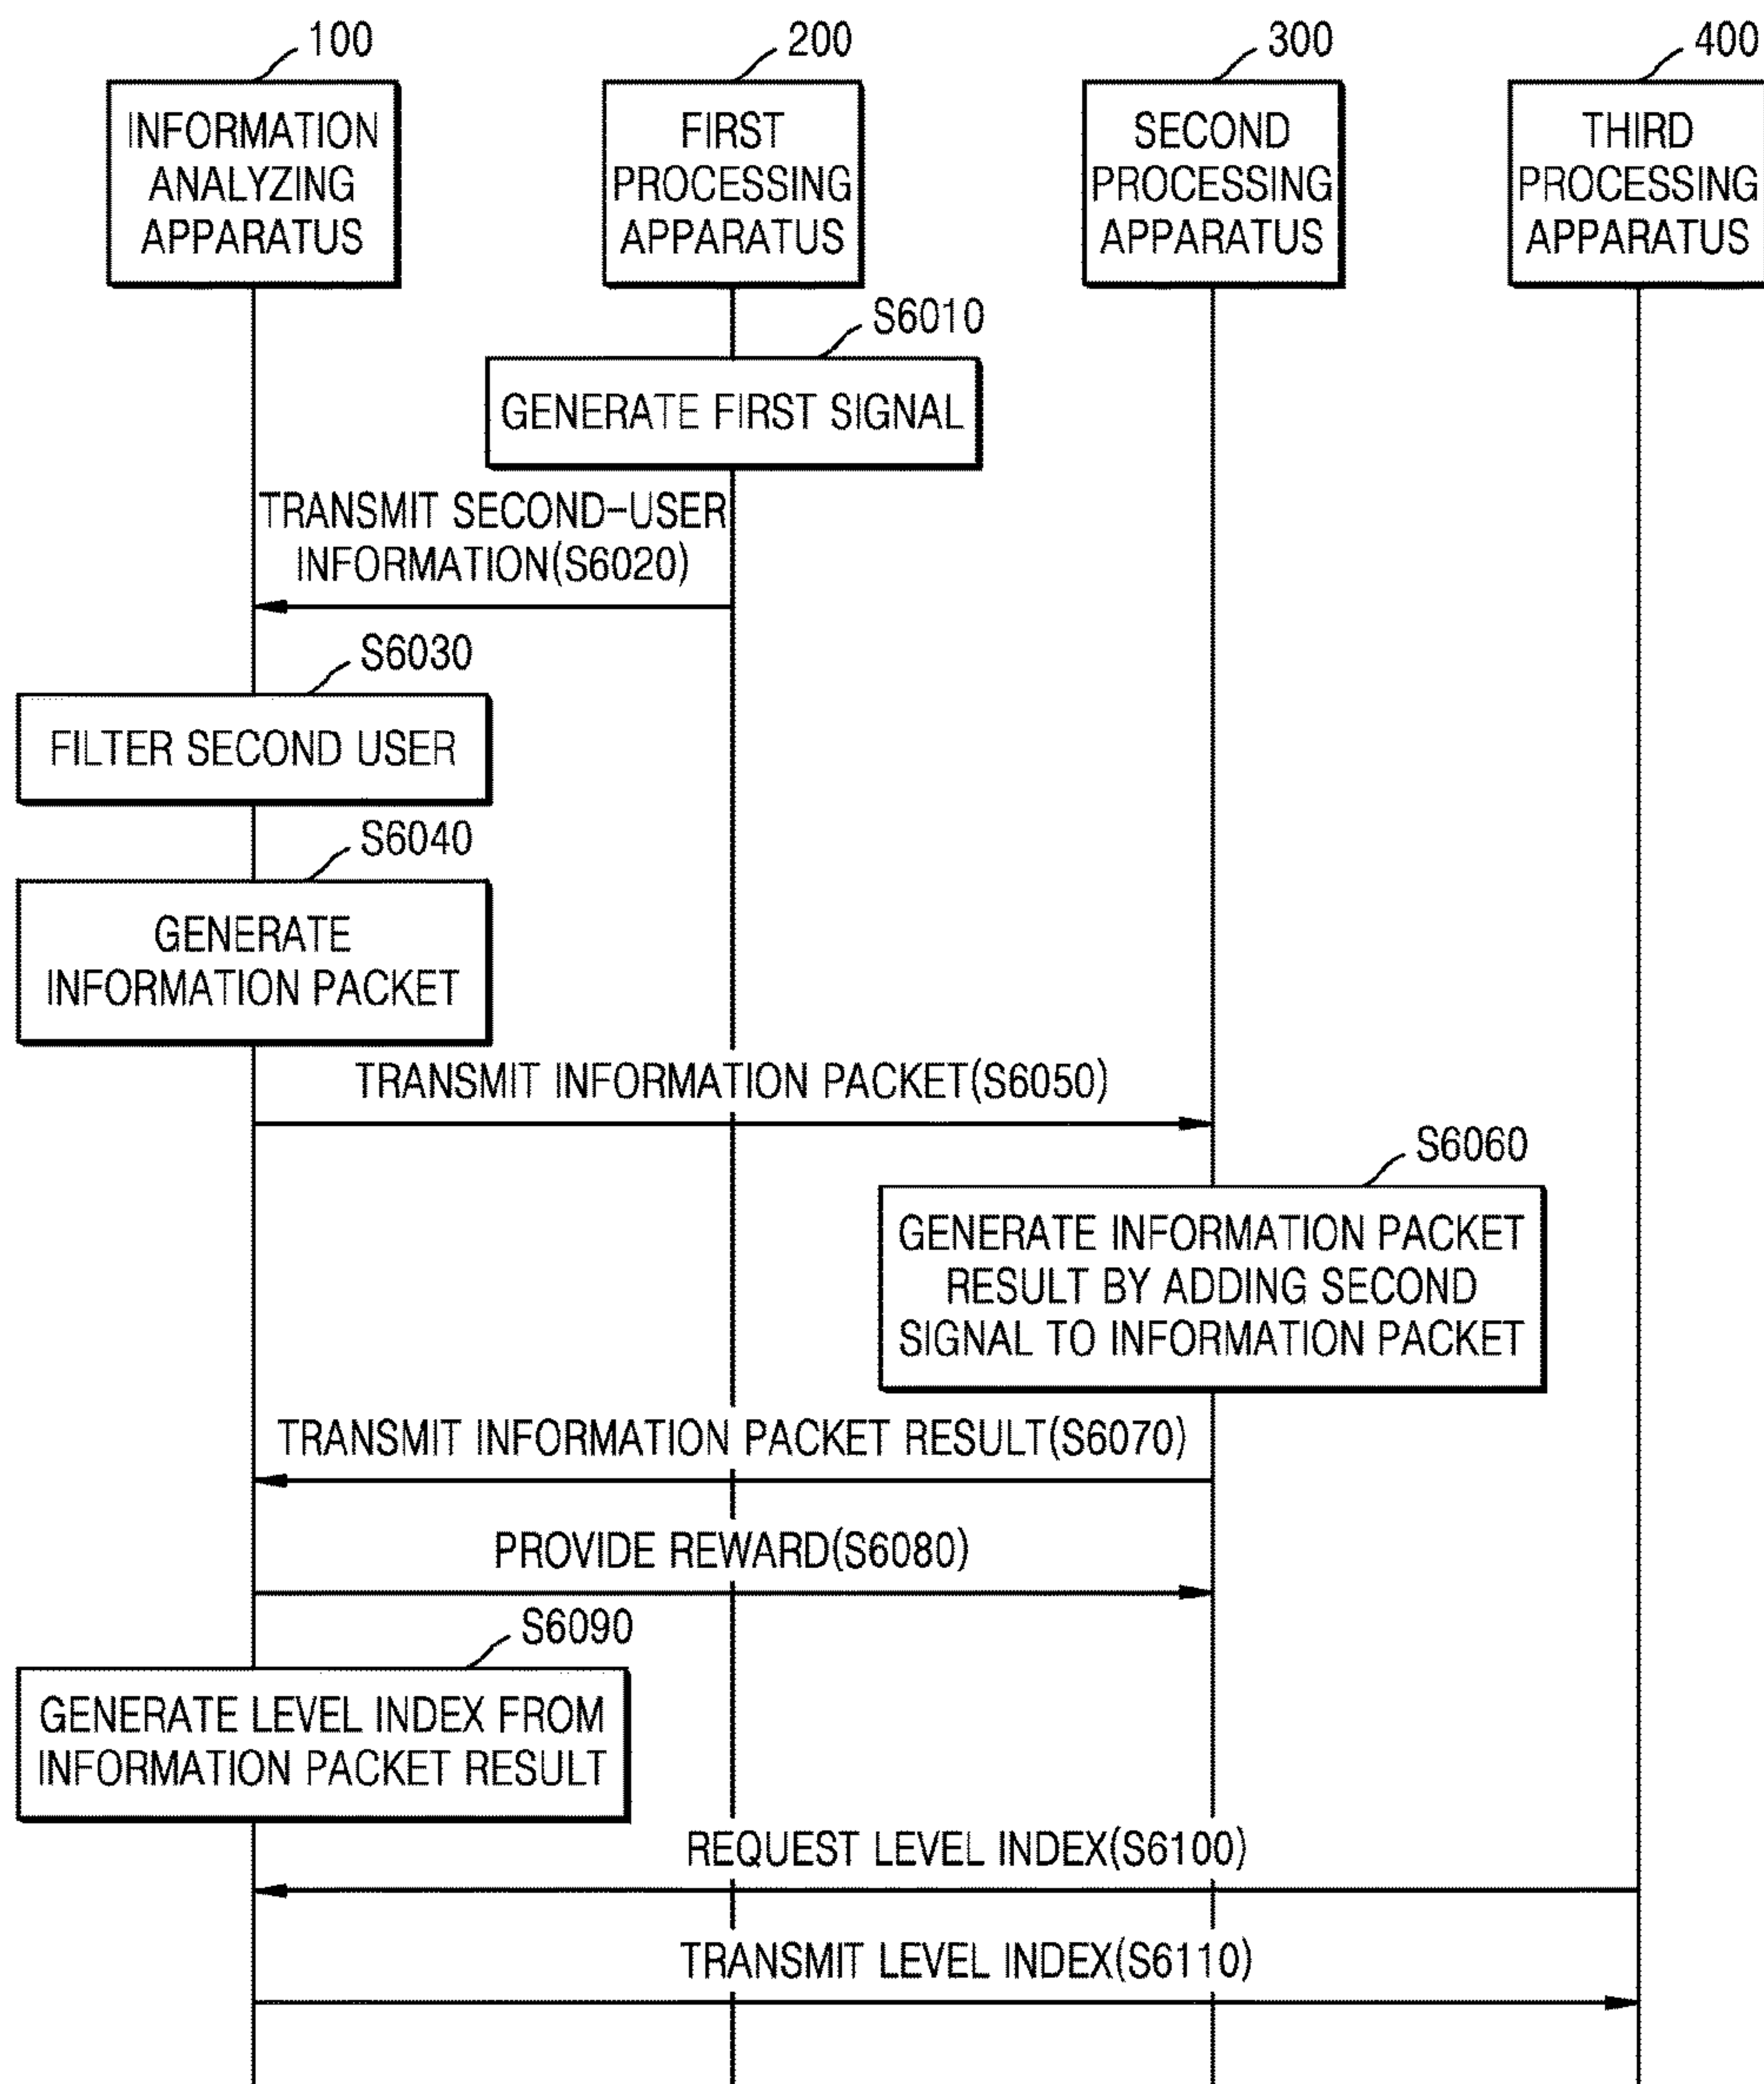 100
200
300
400
INFORMATION
ANALYZING
APPARATUS
FIRST
PROCESSING
APPARATUS
SECOND
PROCESSING
APPARATUS
THIRD
PROCESSING
APPARATUS
S6010
GENERATE FIRST SIGNAL
TRANSMIT SECOND-USER
INFORMATION(S6020)
S6030
FILTER SECOND USER
S6040
GENERATE
INFORMATION PACKET
TRANSMIT INFORMATION PACKET(S6050)
S6060
GENERATE INFORMATION PACKET
RESULT BY ADDING SECOND
SIGNAL TO INFORMATION PACKET
TRANSMIT INFORMATION PACKET RESULT(S6070)
PROVIDE REWARD(S6080)
S6090
GENERATE LEVEL INDEX FROM
INFORMATION PACKET RESULT
REQUEST LEVEL INDEX(S6100)
TRANSMIT LEVEL INDEX(S6110)